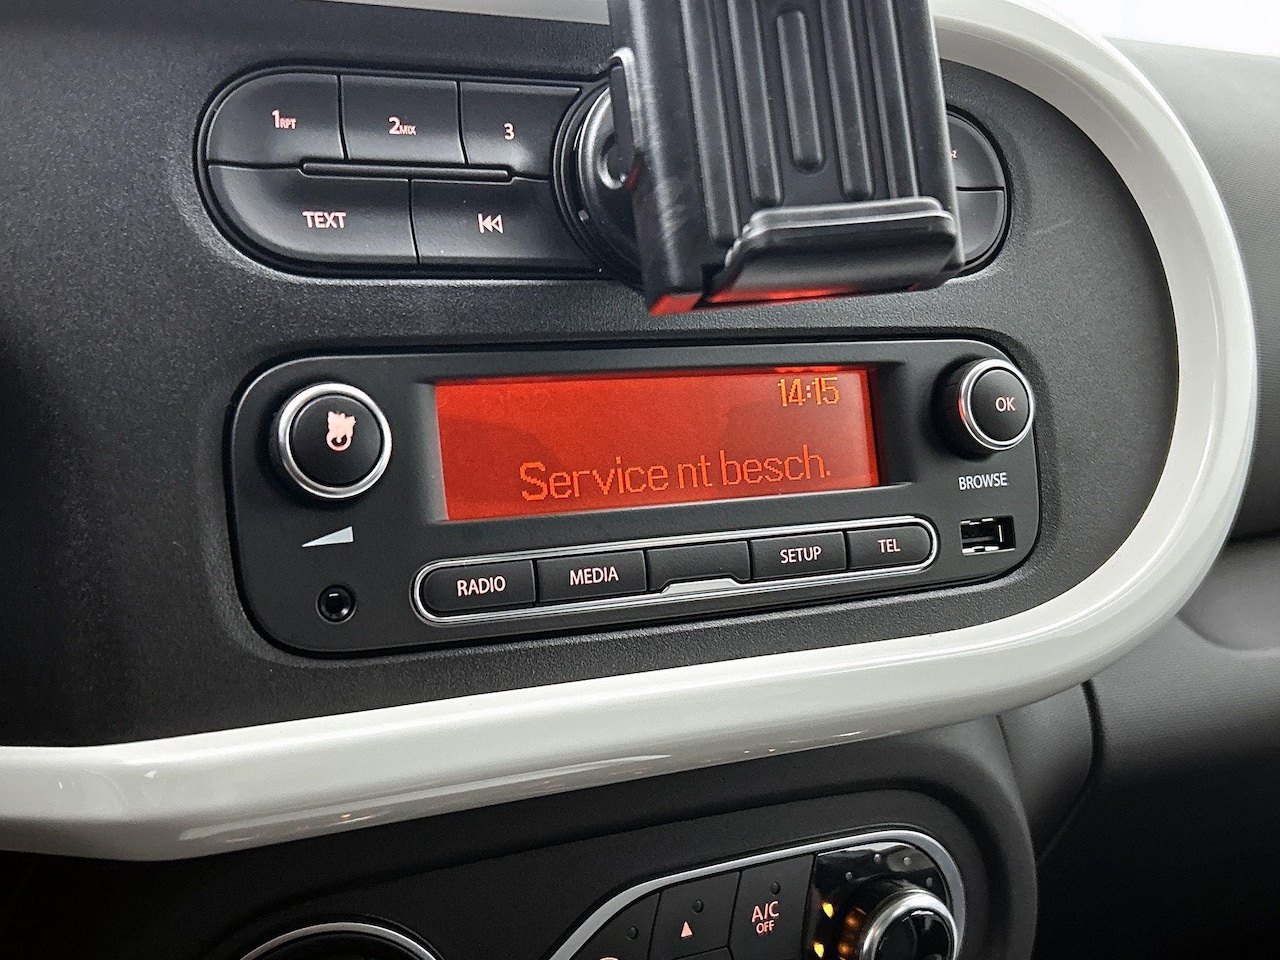 1RPT
2MIX
3
TEXT
14:15
Service nt besch.
OK
BROWSE
RADIO
MEDIA
SETUP
TEL
A/C
OFF